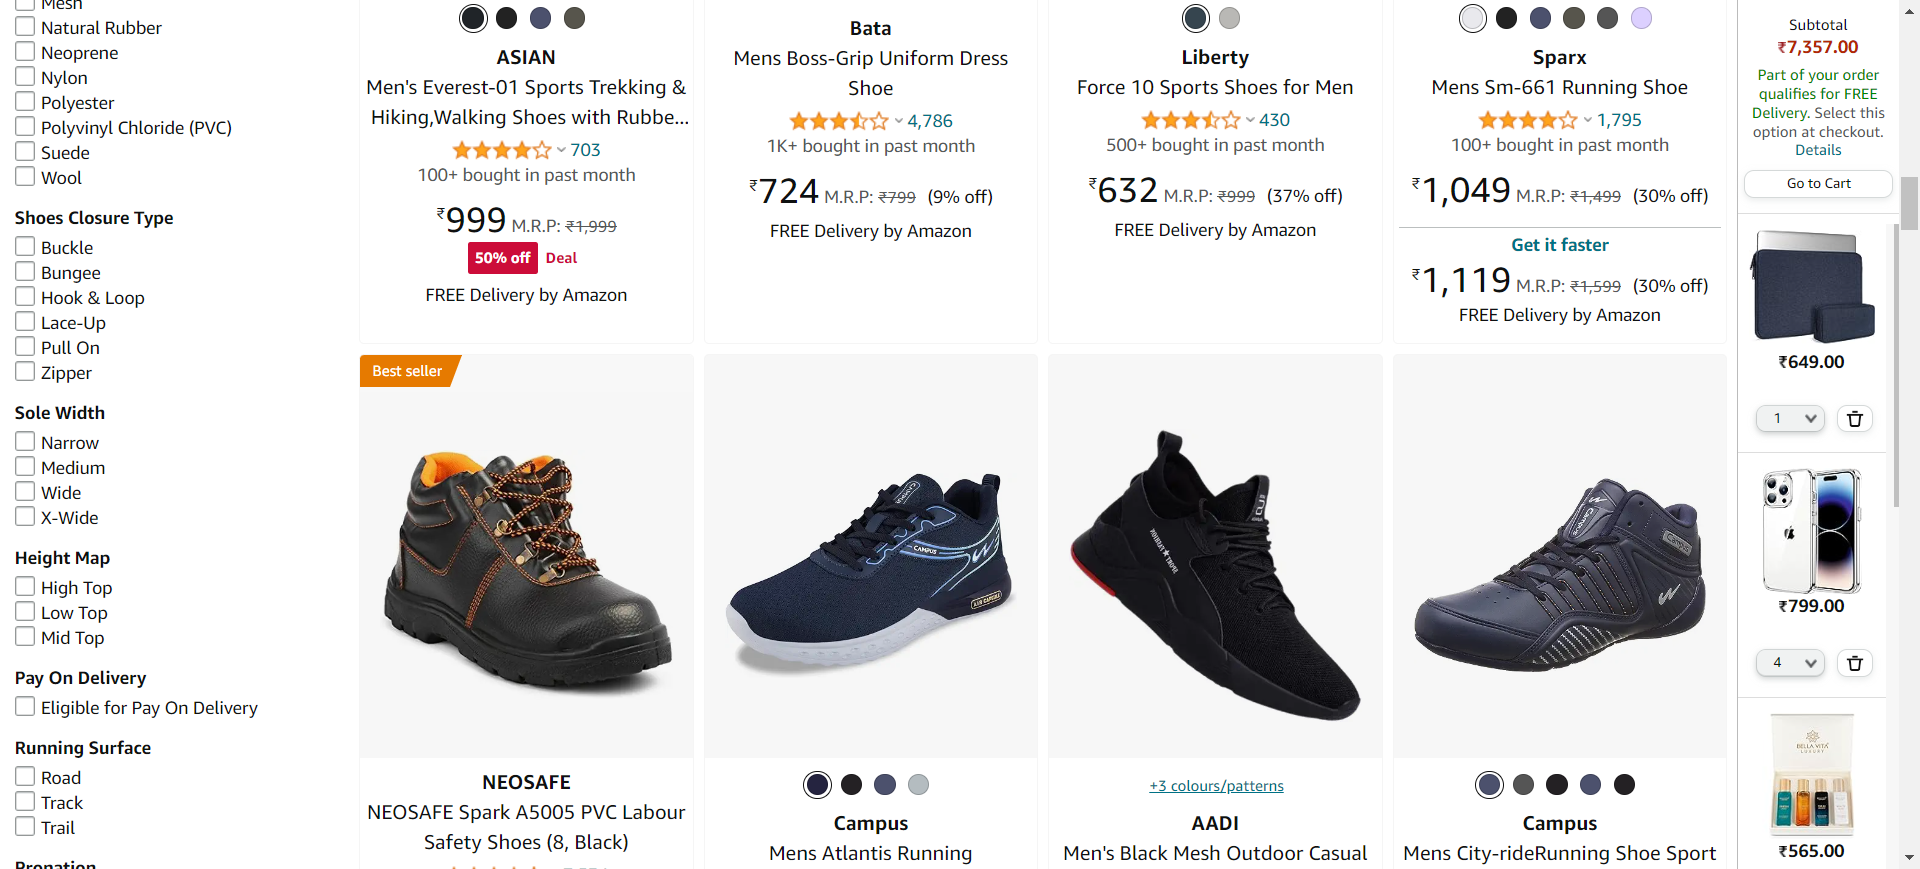 Mesh
Natural Rubber
Neoprene
Nylon
Polyester
Polyvinyl Chloride (PVC)
Suede
Wool
Shoes Closure Type
Buckle
Bungee
Hook & Loop
Lace-Up
Pull On
Zipper
Sole Width
Narrow
Medium
Wide
X-Wide
Height Map
High Top
Low Top
Mid Top
Pay On Delivery
Eligible for Pay On Delivery
Running Surface
Road
Track
Trail
Pronation
ASIAN
Men's Everest-01 Sports Trekking &
Hiking,Walking Shoes with Rubbe...
703
100+ bought in past month
₹999 M.R.P: ₹1,999
50% off Deal
FREE Delivery by Amazon
Bata
Mens Boss-Grip Uniform Dress
Shoe
4,786
1K+ bought in past month
₹724 M.R.P: ₹799 (9% off)
FREE Delivery by Amazon
Liberty
Force 10 Sports Shoes for Men
430
500+ bought in past month
₹632 M.R.P: ₹999 (37% off)
FREE Delivery by Amazon
Sparx
Mens Sm-661 Running Shoe
1,795
100+ bought in past month
₹1,049 M.R.P: ₹1,499 (30% off)
Get it faster
₹1,119 M.R.P: ₹1,599 (30% off)
FREE Delivery by Amazon
Best seller
NEOSAFE
NEOSAFE Spark A5005 PVC Labour
Safety Shoes (8, Black)
CAMPUS
Campus
Mens Atlantis Running
+3 colours/patterns
AADI
Men's Black Mesh Outdoor Casual
Campus
Campus
Campus
Mens City-rideRunning Shoe Sport
Subtotal
₹7,357.00
Part of your order
qualifies for FREE
Delivery. Select this
option at checkout.
Details
Go to Cart
₹649.00
1
₹799.00
4
BELLA VITA
LUXURY
₹565.00